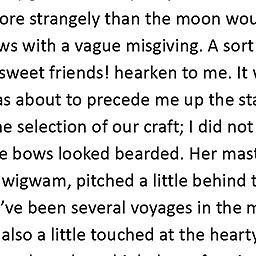 ore strangely than the moon wou
ws with a vague misgiving. A sort
sweet friends! hearken to me. It
as about to precede me up the sta
e selection of our craft; I did not
e bows looked bearded. Her mast
wigwam, pitched a little behind t
've been several voyages in the m
also a little touched at the hearty